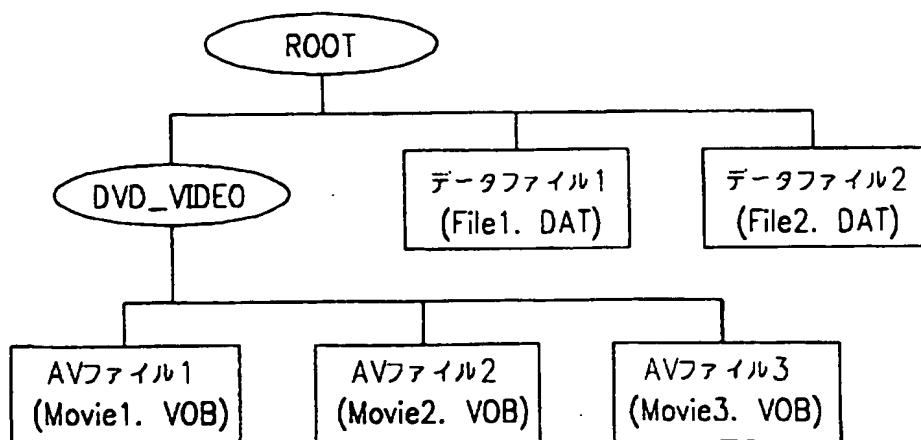 ROOT
DVD_VIDEO
データファイル1
(File1. DAT)
データファイル2
(File2. DAT)
AVファイル1
(Movie1. VOB)
AVファイル2
(Movie2. VOB)
AVファイル3
(Movie3. VOB)